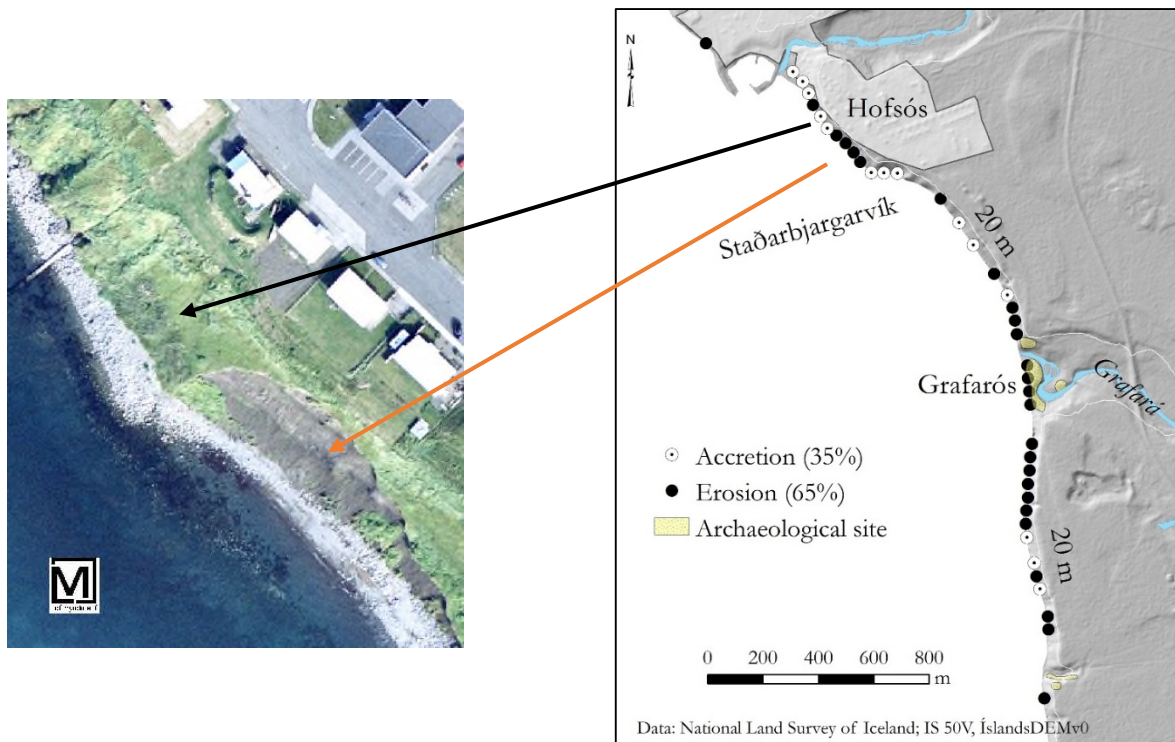 N
Hofsós
Staðarbjargarvík
20 m
Grafarós
Grafará
Accretion (35%)
Erosion (65%)
Archaeological site
20 m
0 200 400 600 800
m
Data: National Land Survey of Iceland; IS 50V, ÍslandsDEMv0
M